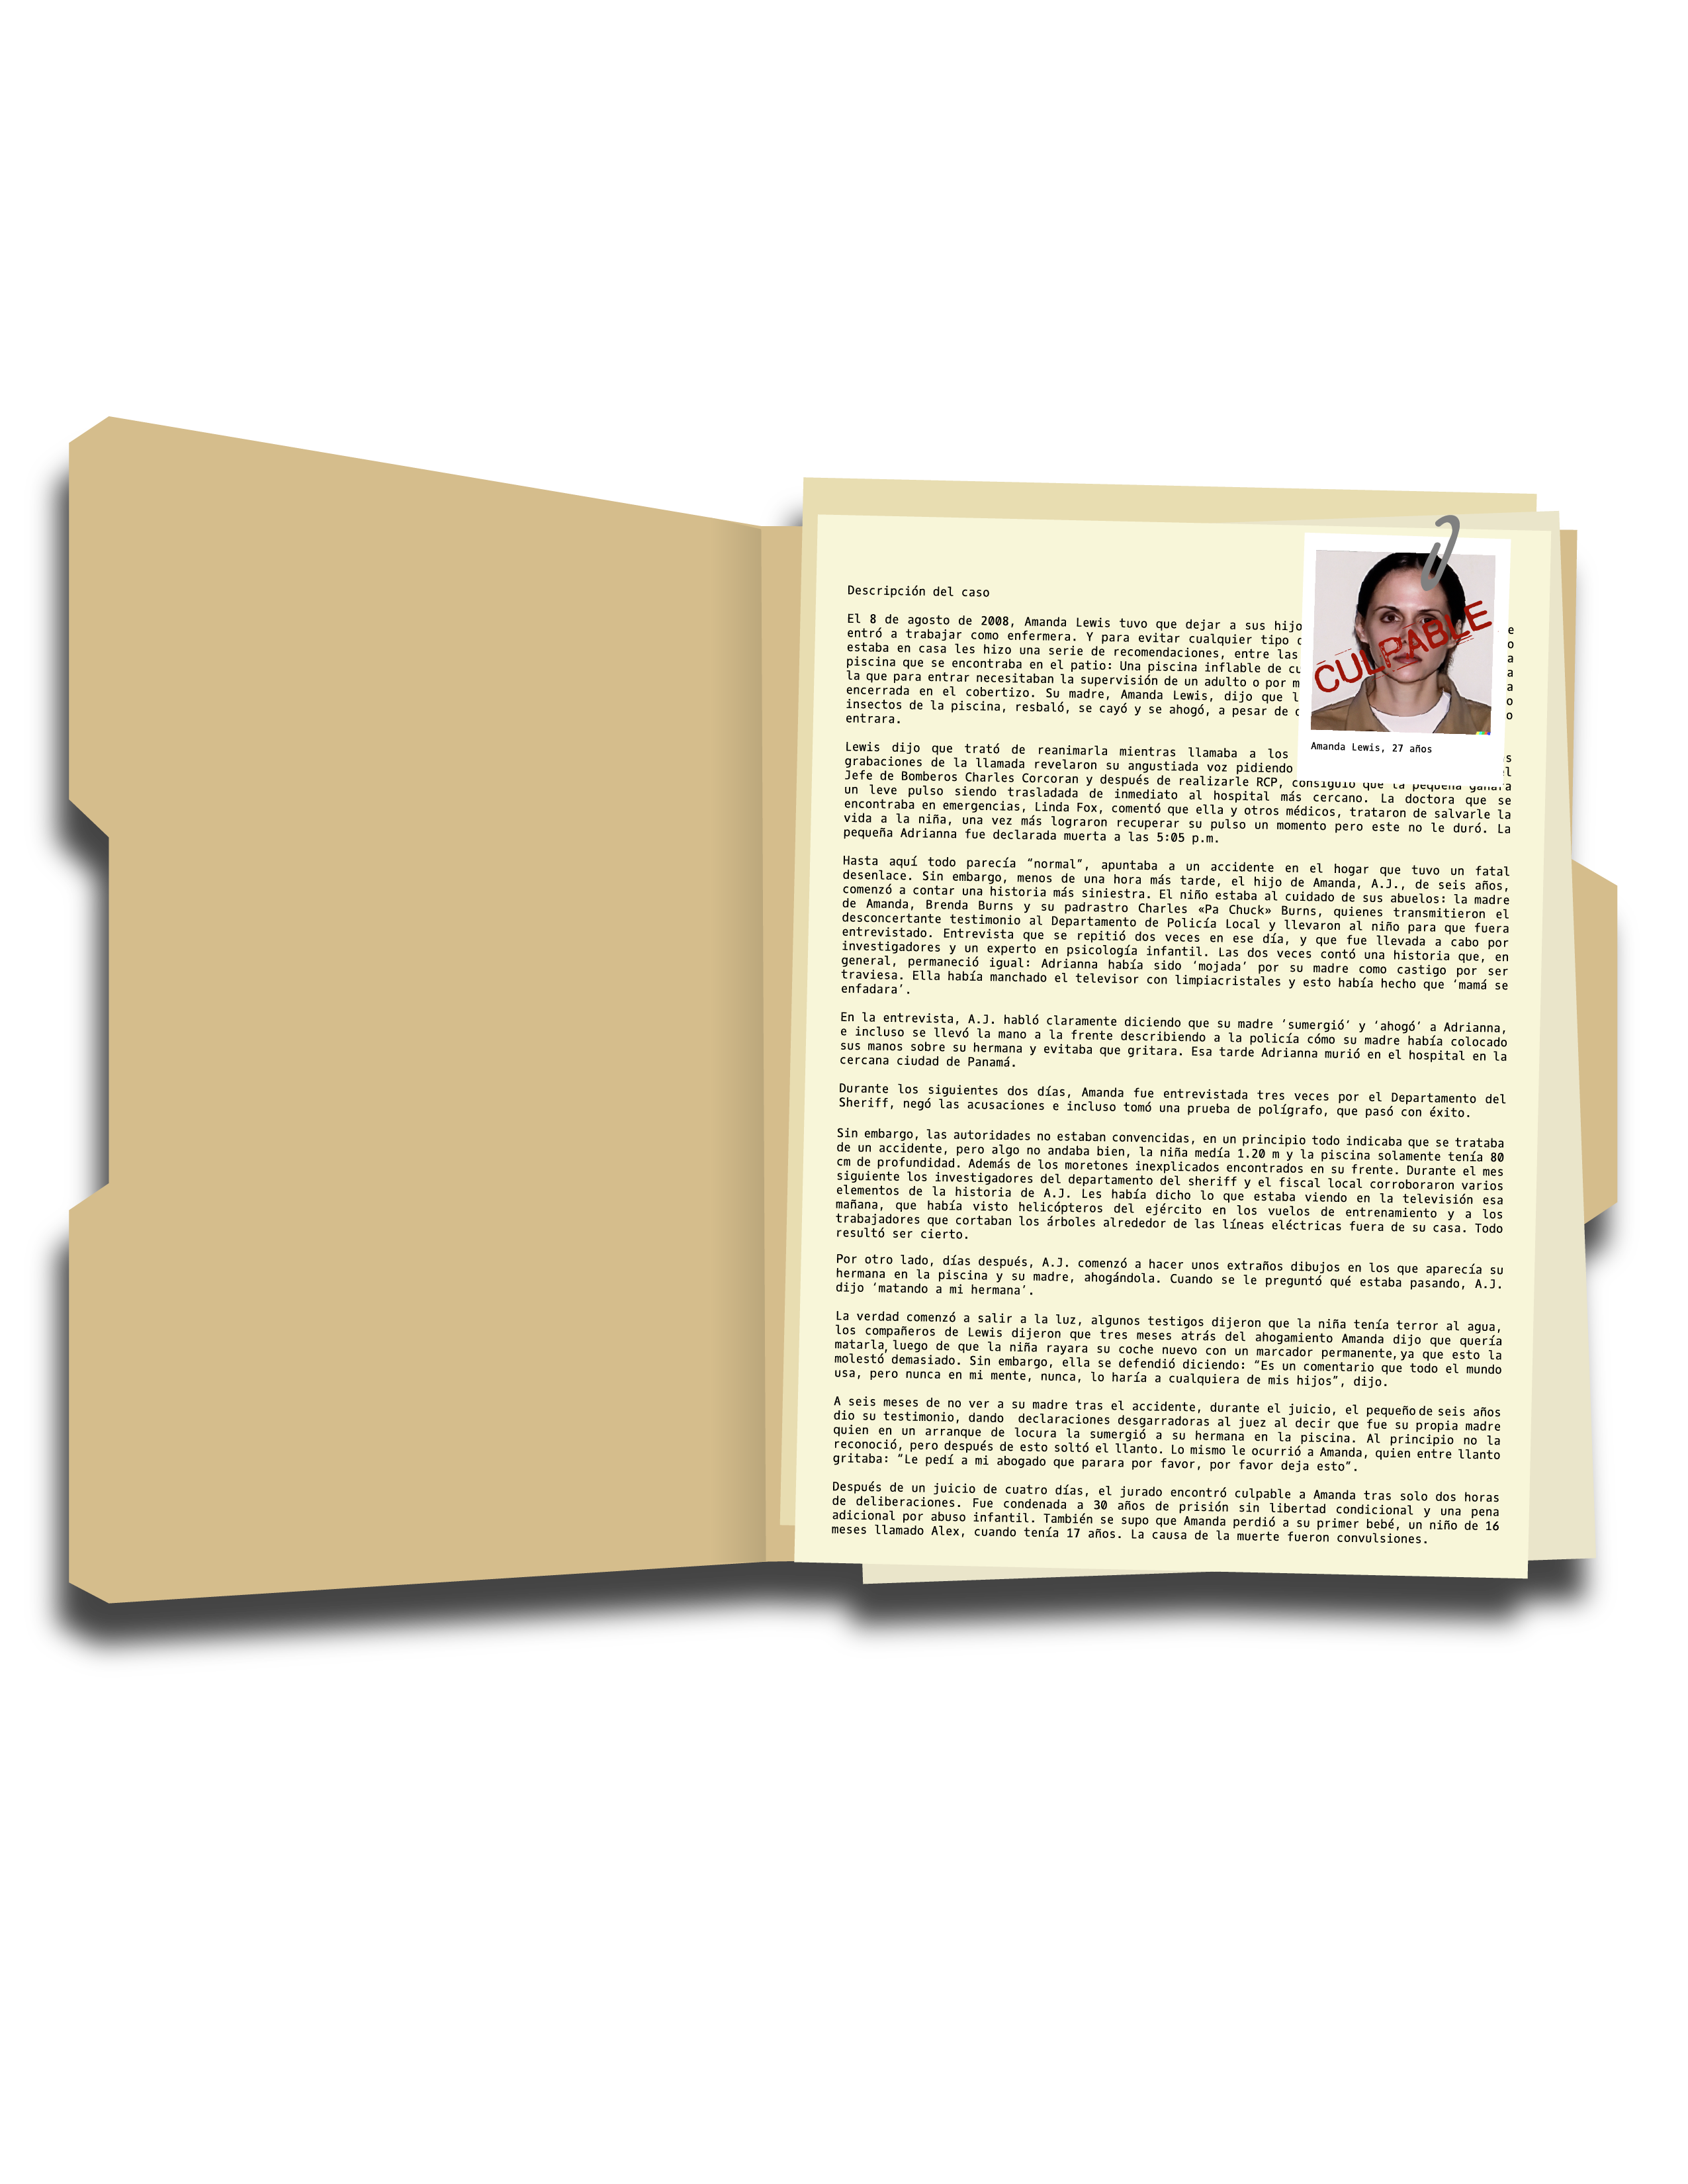 Descripción del caso
El 8 de agosto de 2008, Amanda Lewis tuvo que dejar a sus hijo
entró a trabajar como enfermera. Y para evitar cualquier tipo
estaba en casa les hizo una serie de recomendaciones, entre las
piscina que se encontraba en el patio: Una piscina inflable de
la que para entrar necesitaban la supervisión de un adulto o por
encerrada en el cobertizo. Su madre, Amanda Lewis, dijo que
insectos de la piscina, resbaló, se cayó y se ahogó, a pesar de
entrara.
CULPABLE
Amanda Lewis, 27 años
Lewis dijo que trató de reanimarla mientras llamaba a los
grabaciones de la llamada revelaron su angustiada voz pidiendo
Jefe de Bomberos Charles Corcoran y después de realizarle RCP, consiguió que la pequeña ganara
un leve pulso siendo trasladada de inmediato al hospital más cercano. La doctora que se
encontraba en emergencias, Linda Fox, comentó que ella y otros médicos, trataron de salvarle la
vida a la niña, una vez más lograron recuperar su pulso un momento pero este no le duró. La
pequeña Adrianna fue declarada muerta a las 5:05 p.m.
Hasta aquí todo parecía “normal”, apuntaba a un accidente en el hogar que tuvo un fatal
desenlace. Sin embargo, menos de una hora más tarde, el hijo de Amanda, A.J., de seis años,
comenzó a contar una historia más siniestra. El niño estaba al cuidado de sus abuelos: la madre
de Amanda, Brenda Burns y su padrastro Charles «Pa Chuck» Burns, quienes transmitieron el
desconcertante testimonio al Departamento de Policía Local y llevaron al niño para que fuera
entrevistado. Entrevista que se repitió dos veces en ese día, y que fue llevada a cabo por
investigadores y un experto en psicología infantil. Las dos veces contó una historia que, en
general, permaneció igual: Adrianna había sido ‘mojada’ por su madre como castigo por ser
traviesa. Ella había manchado el televisor con limpiacristales y esto había hecho que ‘mamá se
enfadara’.
En la entrevista, A.J. habló claramente diciendo que su madre ‘sumergió’ y ‘ahogó’ a Adrianna,
e incluso se llevó la mano a la frente describiendo a la policía cómo su madre había colocado
sus manos sobre su hermana y evitaba que gritara. Esa tarde Adrianna murió en el hospital en la
cercana ciudad de Panamá.
Durante los siguientes dos días, Amanda fue entrevistada tres veces por el Departamento del
Sheriff, negó las acusaciones e incluso tomó una prueba de polígrafo, que pasó con éxito.
Sin embargo, las autoridades no estaban convencidas, en un principio todo indicaba que se trataba
de un accidente, pero algo no andaba bien, la niña medía 1.20 m y la piscina solamente tenía 80
cm de profundidad. Además de los moretones inexplicados encontrados en su frente. Durante el mes
siguiente los investigadores del departamento del sheriff y el fiscal local corroboraron varios
elementos de la historia de A.J. Les había dicho lo que estaba viendo en la televisión esa
mañana, que había visto helicópteros del ejército en los vuelos de entrenamiento y a los
trabajadores que cortaban los árboles alrededor de las líneas eléctricas fuera de su casa. Todo
resultó ser cierto.
Por otro lado, días después, A.J. comenzó a hacer unos extraños dibujos en los que aparecía su
hermana en la piscina y su madre, ahogándola. Cuando se le preguntó qué estaba pasando, A.J.
dijo ‘matando a mi hermana’.
La verdad comenzó a salir a la luz, algunos testigos dijeron que la niña tenía terror al agua,
los compañeros de Lewis dijeron que tres meses atrás del ahogamiento Amanda dijo que quería
matarla, luego de que la niña rayara su coche nuevo con un marcador permanente, ya que esto la
molestó demasiado. Sin embargo, ella se defendió diciendo: “Es un comentario que todo el mundo
usa, pero nunca en mi mente, nunca, lo haría a cualquiera de mis hijos”, dijo.
A seis meses de no ver a su madre tras el accidente, durante el juicio, el pequeño de seis años
dio su testimonio, dando declaraciones desgarradoras al juez al decir que fue su propia madre
quien en un arranque de locura la sumergió a su hermana en la piscina. Al principio no la
reconoció, pero después de esto soltó el llanto. Lo mismo le ocurrió a Amanda, quien entre llanto
gritaba: “Le pedí a mi abogado que parara por favor, por favor deja esto”.
Después de un juicio de cuatro días, el jurado encontró culpable a Amanda tras solo dos horas
de deliberaciones. Fue condenada a 30 años de prisión sin libertad condicional y una pena
adicional por abuso infantil. También se supo que Amanda perdió a su primer bebé, un niño de 16
meses llamado Alex, cuando tenía 17 años. La causa de la muerte fueron convulsiones.